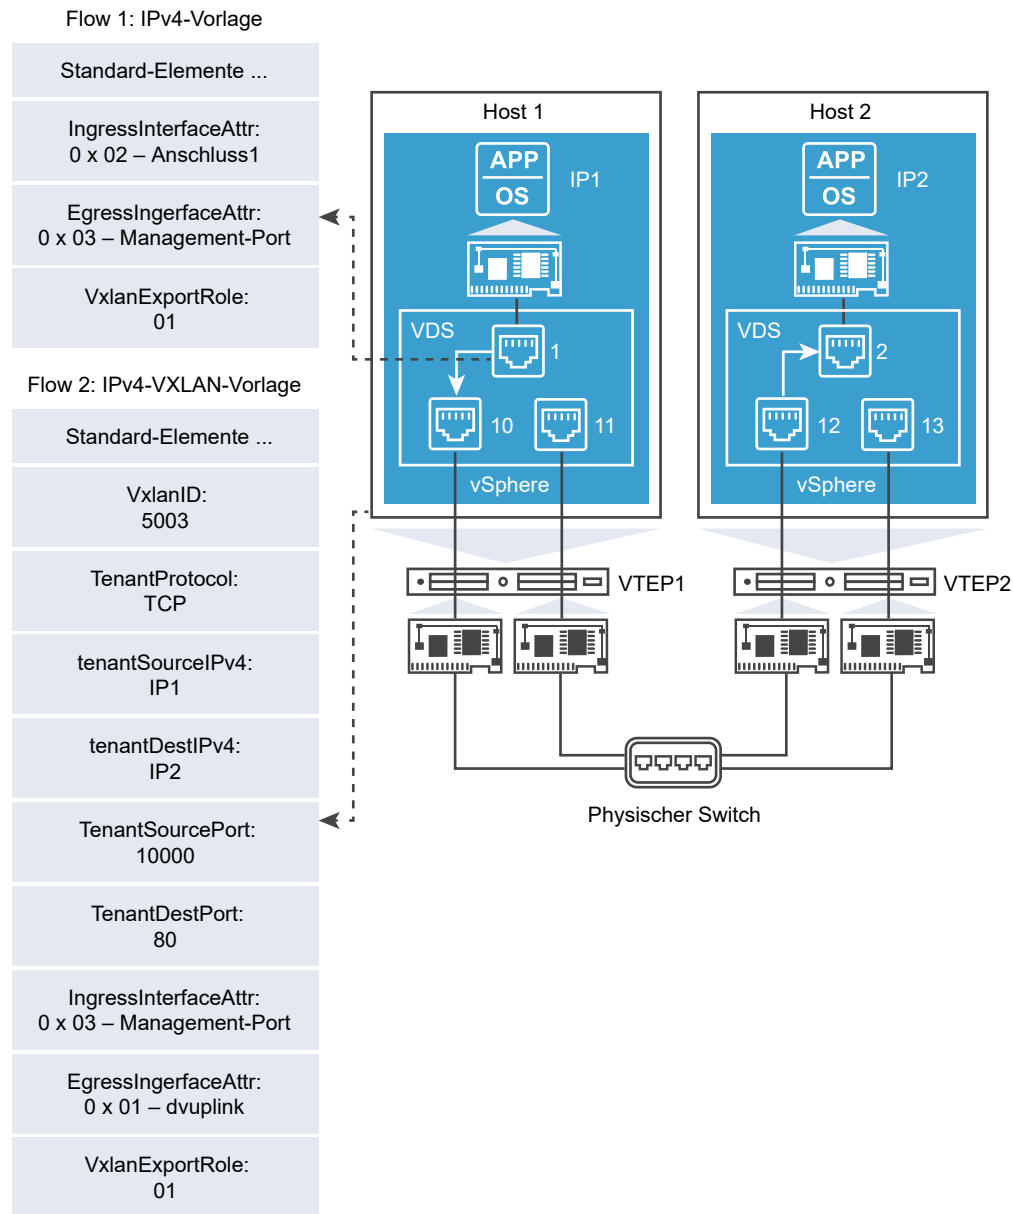 Flow 1: IPv4-Vorlage
Standard-Elemente ...
IngressInterfaceAttr:
0 x 02 – Anschluss1
EgressIngerfaceAttr:
0 x 03 – Management-Port
VxlanExportRole:
01
Flow 2: IPv4-VXLAN-Vorlage
Standard-Elemente ...
VxlanID:
5003
TenantProtocol:
TCP
tenantSourceIPv4:
IP1
tenantDestIPv4:
IP2
TenantSourcePort:
10000
TenantDestPort:
80
IngressInterfaceAttr:
0 x 03 – Management-Port
EgressIngerfaceAttr:
0 x 01 – dvuplink
VxlanExportRole:
01
Host 1
APP
OS
IP1
VDS
1
10
11
vSphere
VTEP1
Host 2
APP
OS
IP2
VDS
2
12
13
vSphere
VTEP2
Physischer Switch